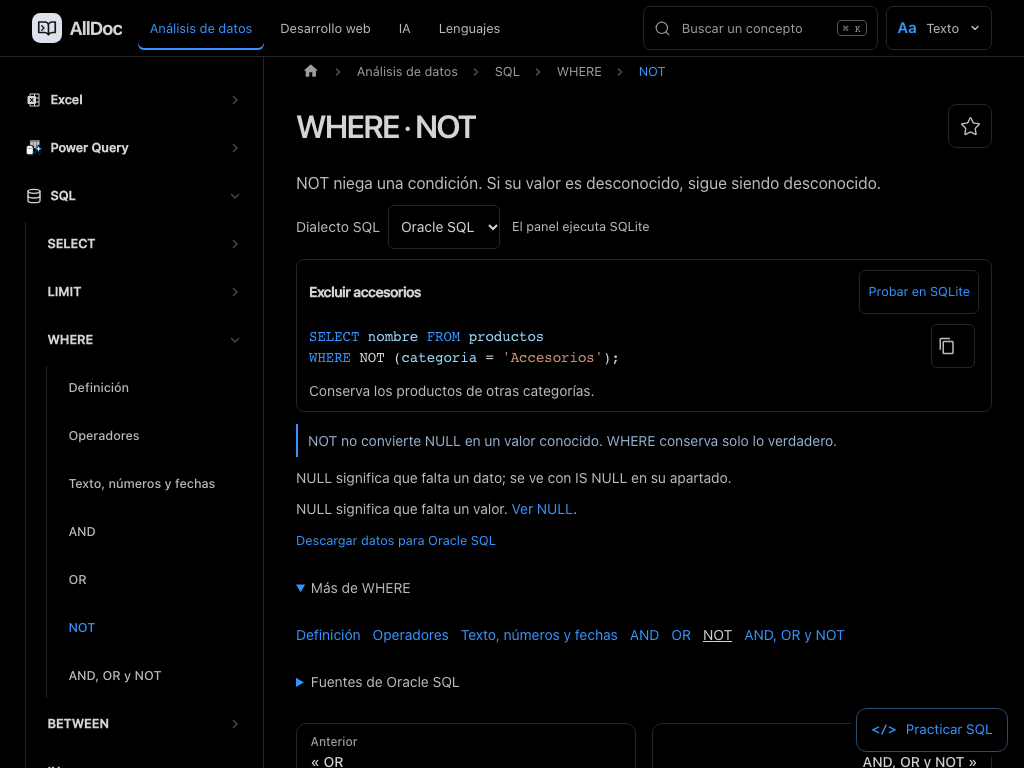 AllDoc
Análisis de datos
Desarrollo web
IA
Lenguajes
Buscar un concepto
⌘ K
Aa Texto
Análisis de datos > SQL > WHERE > NOT
Excel
Power Query
SQL
SELECT
LIMIT
WHERE
Definición
Operadores
Texto, números y fechas
AND
OR
NOT
AND, OR y NOT
BETWEEN
WHERE · NOT
NOT niega una condición. Si su valor es desconocido, sigue siendo desconocido.
Dialecto SQL Oracle SQL El panel ejecuta SQLite
Excluir accesorios
Probar en SQLite
SELECT nombre FROM productos
WHERE NOT (categoria = 'Accesorios');
Conserva los productos de otras categorías.
NOT no convierte NULL en un valor conocido. WHERE conserva solo lo verdadero.
NULL significa que falta un dato; se ve con IS NULL en su apartado.
NULL significa que falta un valor. Ver NULL.
Descargar datos para Oracle SQL
Más de WHERE
Definición Operadores Texto, números y fechas AND OR NOT AND, OR y NOT
Fuentes de Oracle SQL
Anterior
« OR
AND, OR y NOT »
</> Practicar SQL